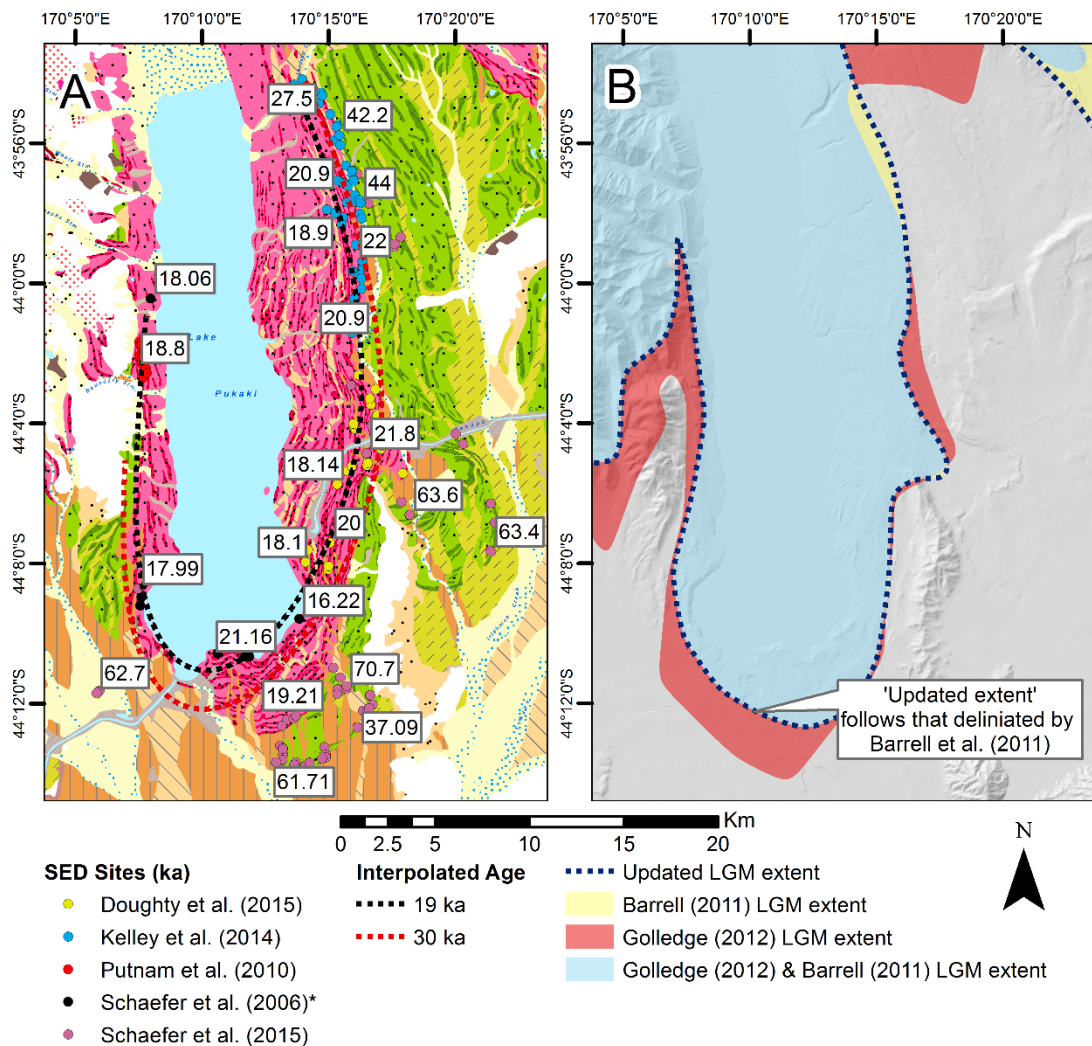 170°5'0"E 170°10'0"E 170°15'0"E 170°20'0"E 170°5'0"E 170°10'0"E 170°15'0"E 170°20'0"E
A
B
43°56'0"S
44°0'0"S
44°4'0"S
44°8'0"S
44°12'0"S
27.5
42.2
20.9
44
18.9
22
18.06
20.9
18.8
Lake
Pukaki
21.8
18.14
63.6
18.1
20
63.4
17.99
16.22
21.16
62.7
70.7
19.21
37.09
61.71
43°56'0"S
44°0'0"S
44°4'0"S
44°8'0"S
44°12'0"S
'Updated extent'
follows that deliniated by
Barrell et al. (2011)
Km
0 2.5 5 10 15 20
N
SED Sites (ka)
Doughty et al. (2015)
Kelley et al. (2014)
Putnam et al. (2010)
Schaefer et al. (2006)*
Schaefer et al. (2015)
Interpolated Age
19 ka
30 ka
Updated LGM extent
Barrell (2011) LGM extent
Golledge (2012) LGM extent
Golledge (2012) & Barrell (2011) LGM extent